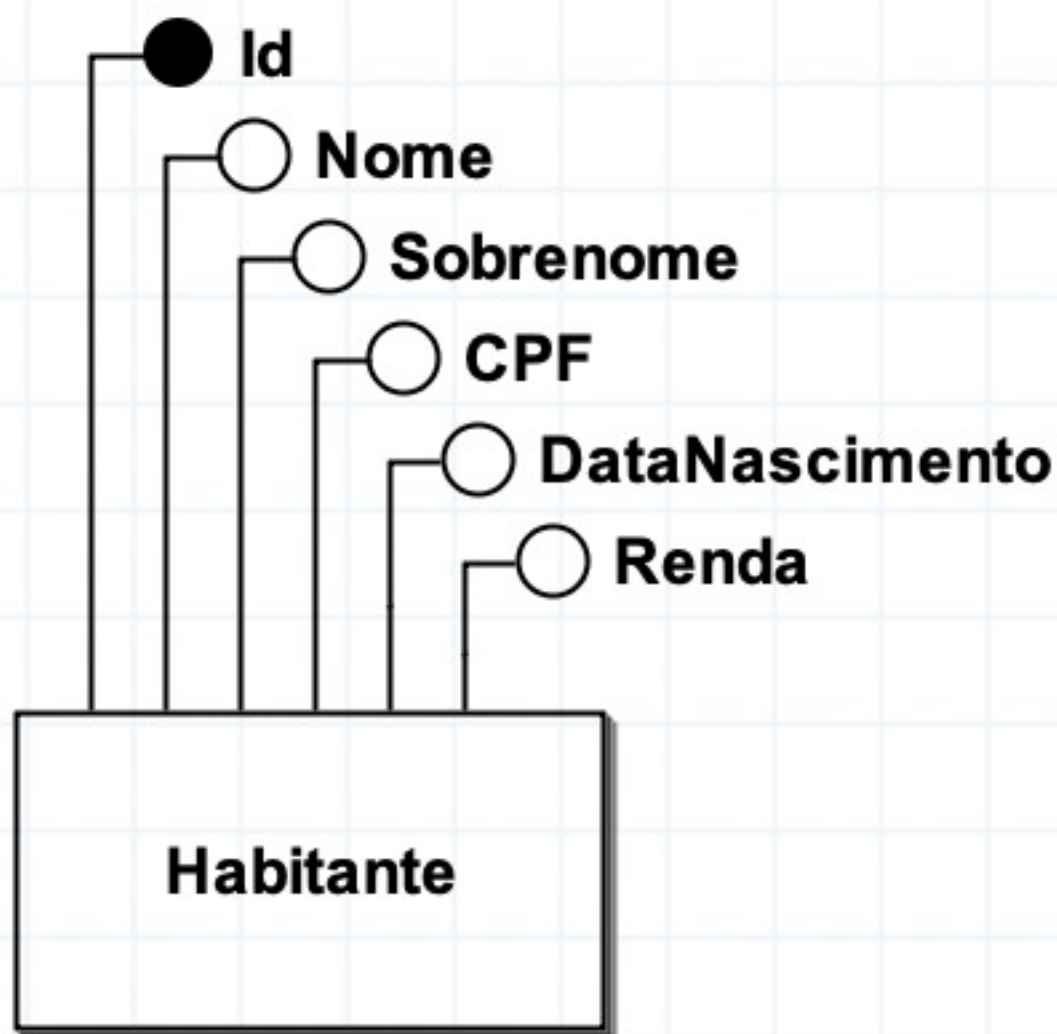 Id
Nome
Sobrenome
CPF
DataNascimento
Renda
Habitante